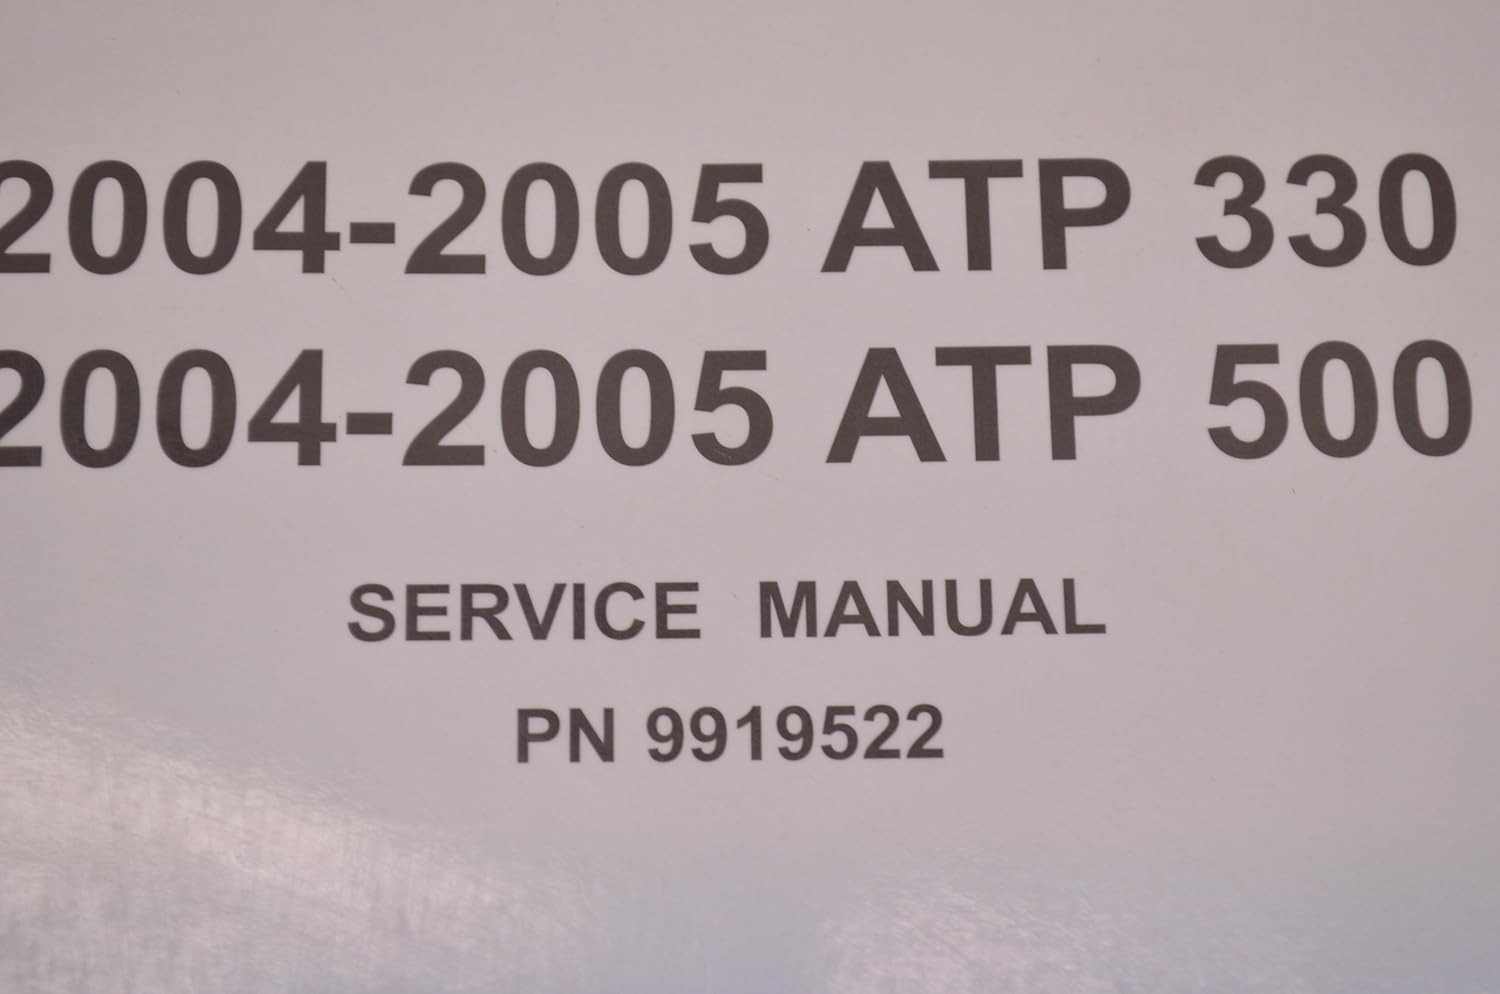 2004-2005 ATP 330
2004-2005 ATP 500
SERVICE MANUAL
PN 9919522